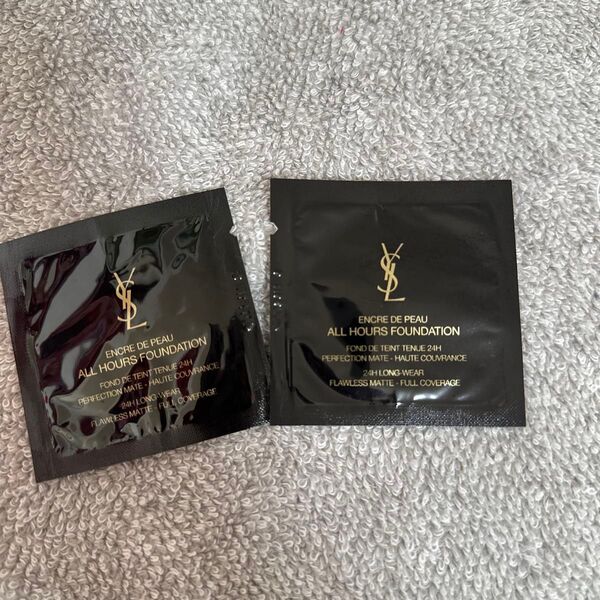 YSL
ENCRE DE PEAU
ALL HOURS FOUNDATION
FOND DE TEINT TENUE 24H
PERFECTION MATE - HAUTE COUVRANCE
24H LONG-WEAR
FLAWLESS MATTE - FULL COVERAGE
YSL
ENCRE DE PEAU
ALL HOURS FOUNDATION
FOND DE TEINT TENUE 24H
PERFECTION MATE - HAUTE COUVRANCE
24H LONG-WEAR
FLAWLESS MATTE - FULL COVERAGE